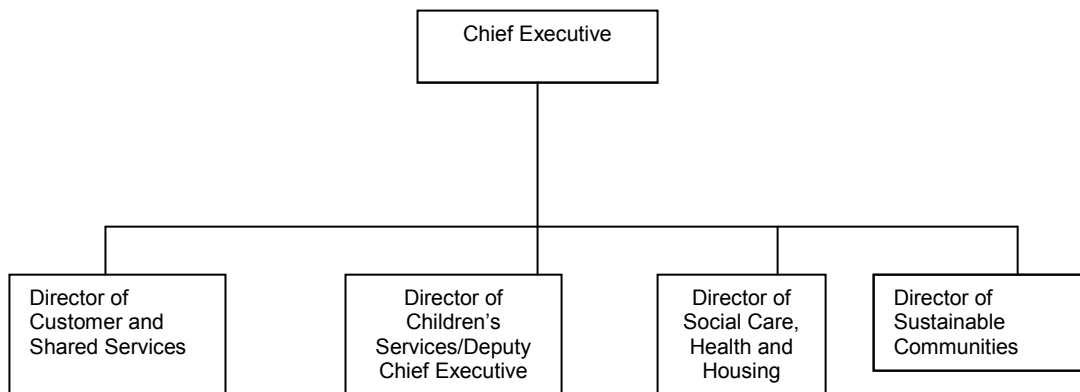 Chief Executive
Director of
Customer and
Shared Services
Director of
Children’s
Services/Deputy
Chief Executive
Director of
Social Care,
Health and
Housing
Director of
Sustainable
Communities